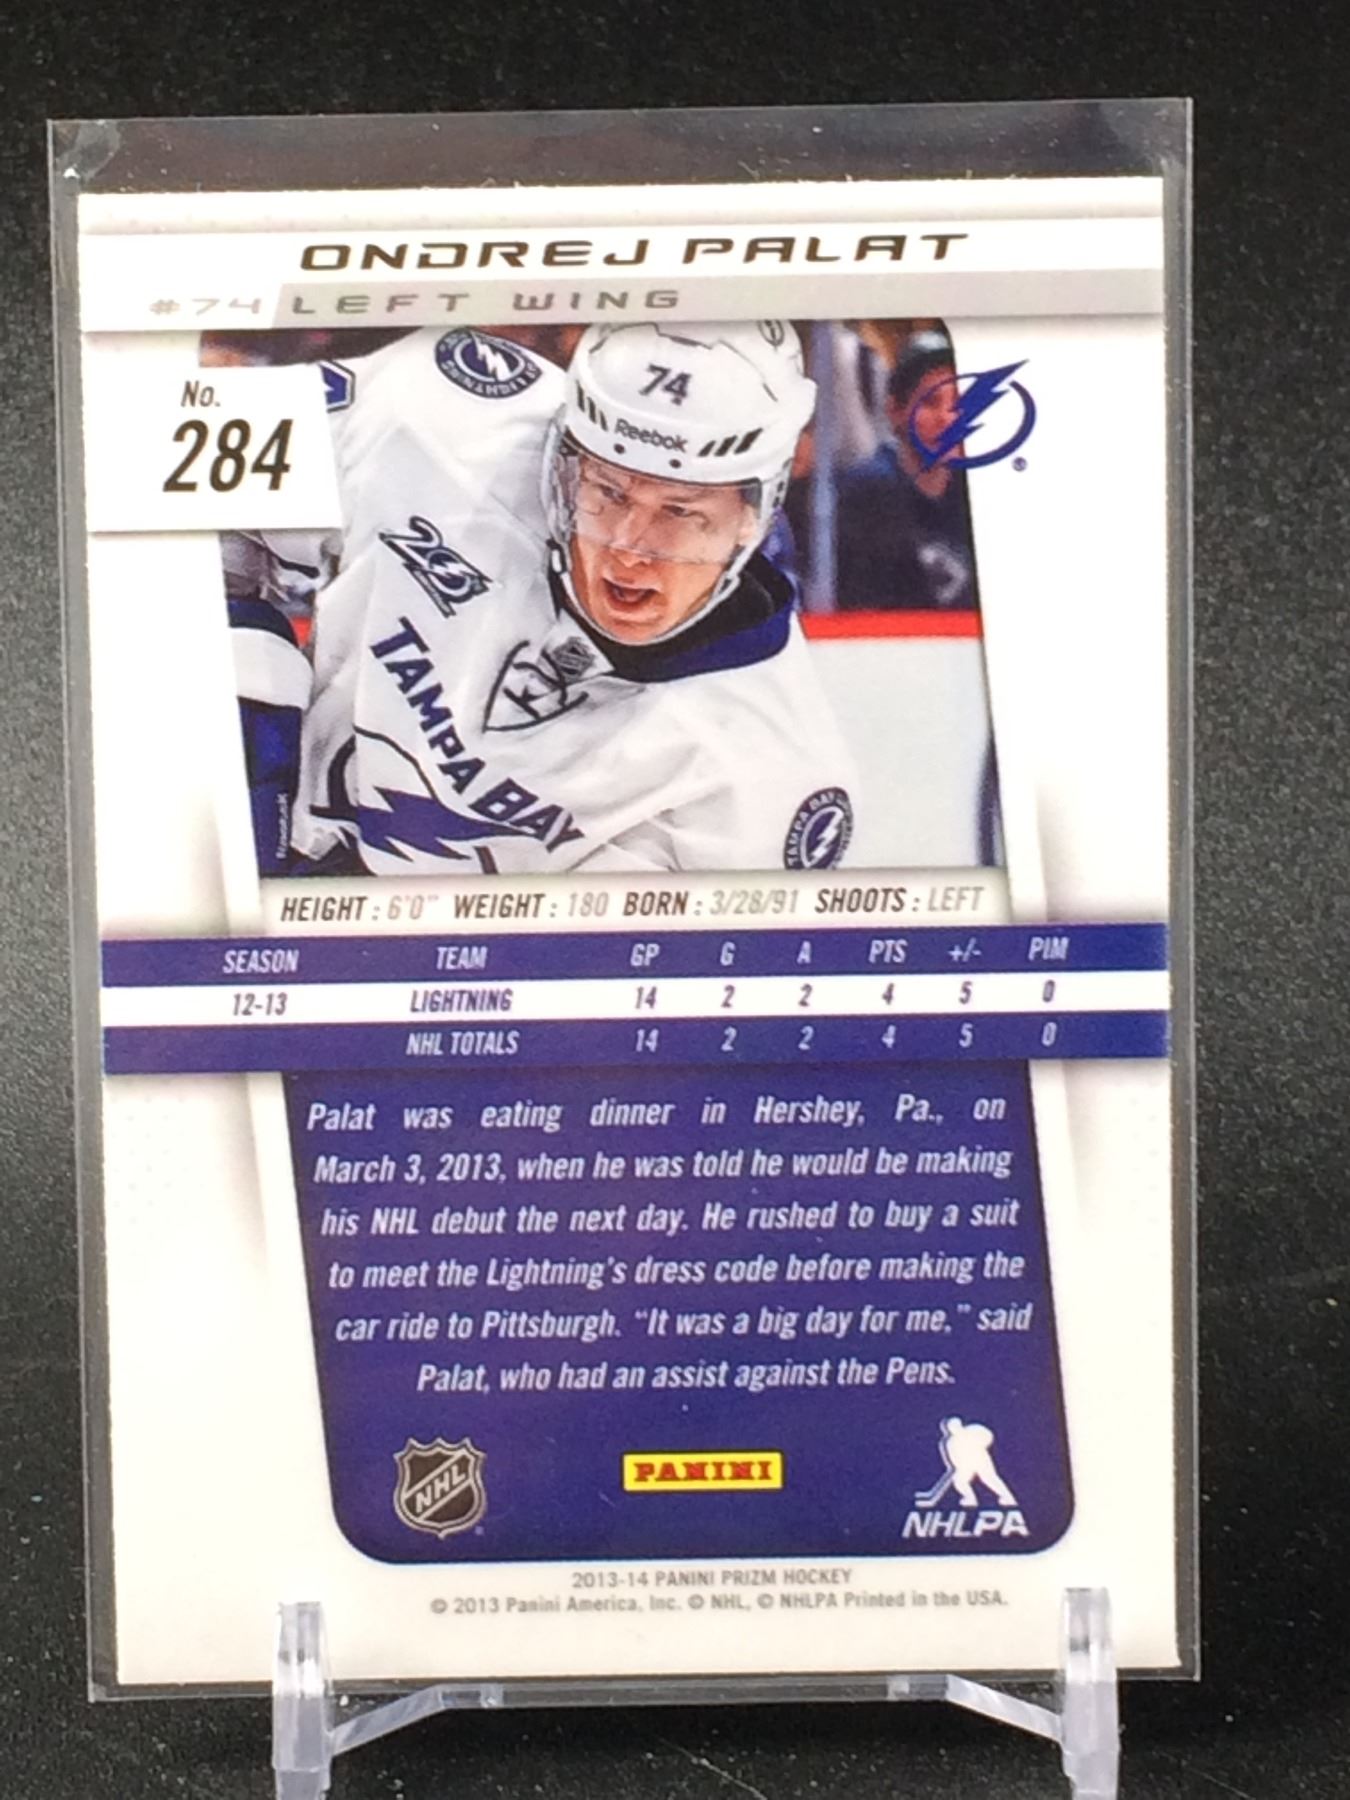 ONDREJ PALAT
#74 LEFT WING
No.
284
74
Reebok
20
TAMPA BAY
TAMPA BAY
LIGHTNING
HEIGHT: 6'0" WEIGHT: 180 BORN: 3/28/91 SHOOTS: LEFT
SEASON TEAM GP G A PTS +/- PIM
12-13 LIGHTNING 14 2 2 4 5 0
NHL TOTALS 14 2 2 4 5 0
Palat was eating dinner in Hershey, Pa., on
March 3, 2013, when he was told he would be making
his NHL debut the next day. He rushed to buy a suit
to meet the Lightning's dress code before making the
car ride to Pittsburgh. "It was a big day for me," said
Palat, who had an assist against the Pens.
NHL
PANINI
NHLPA
2013-14 PANINI PRIZM HOCKEY
© 2013 Panini America, Inc. © NHL, © NHLPA Printed in the USA.